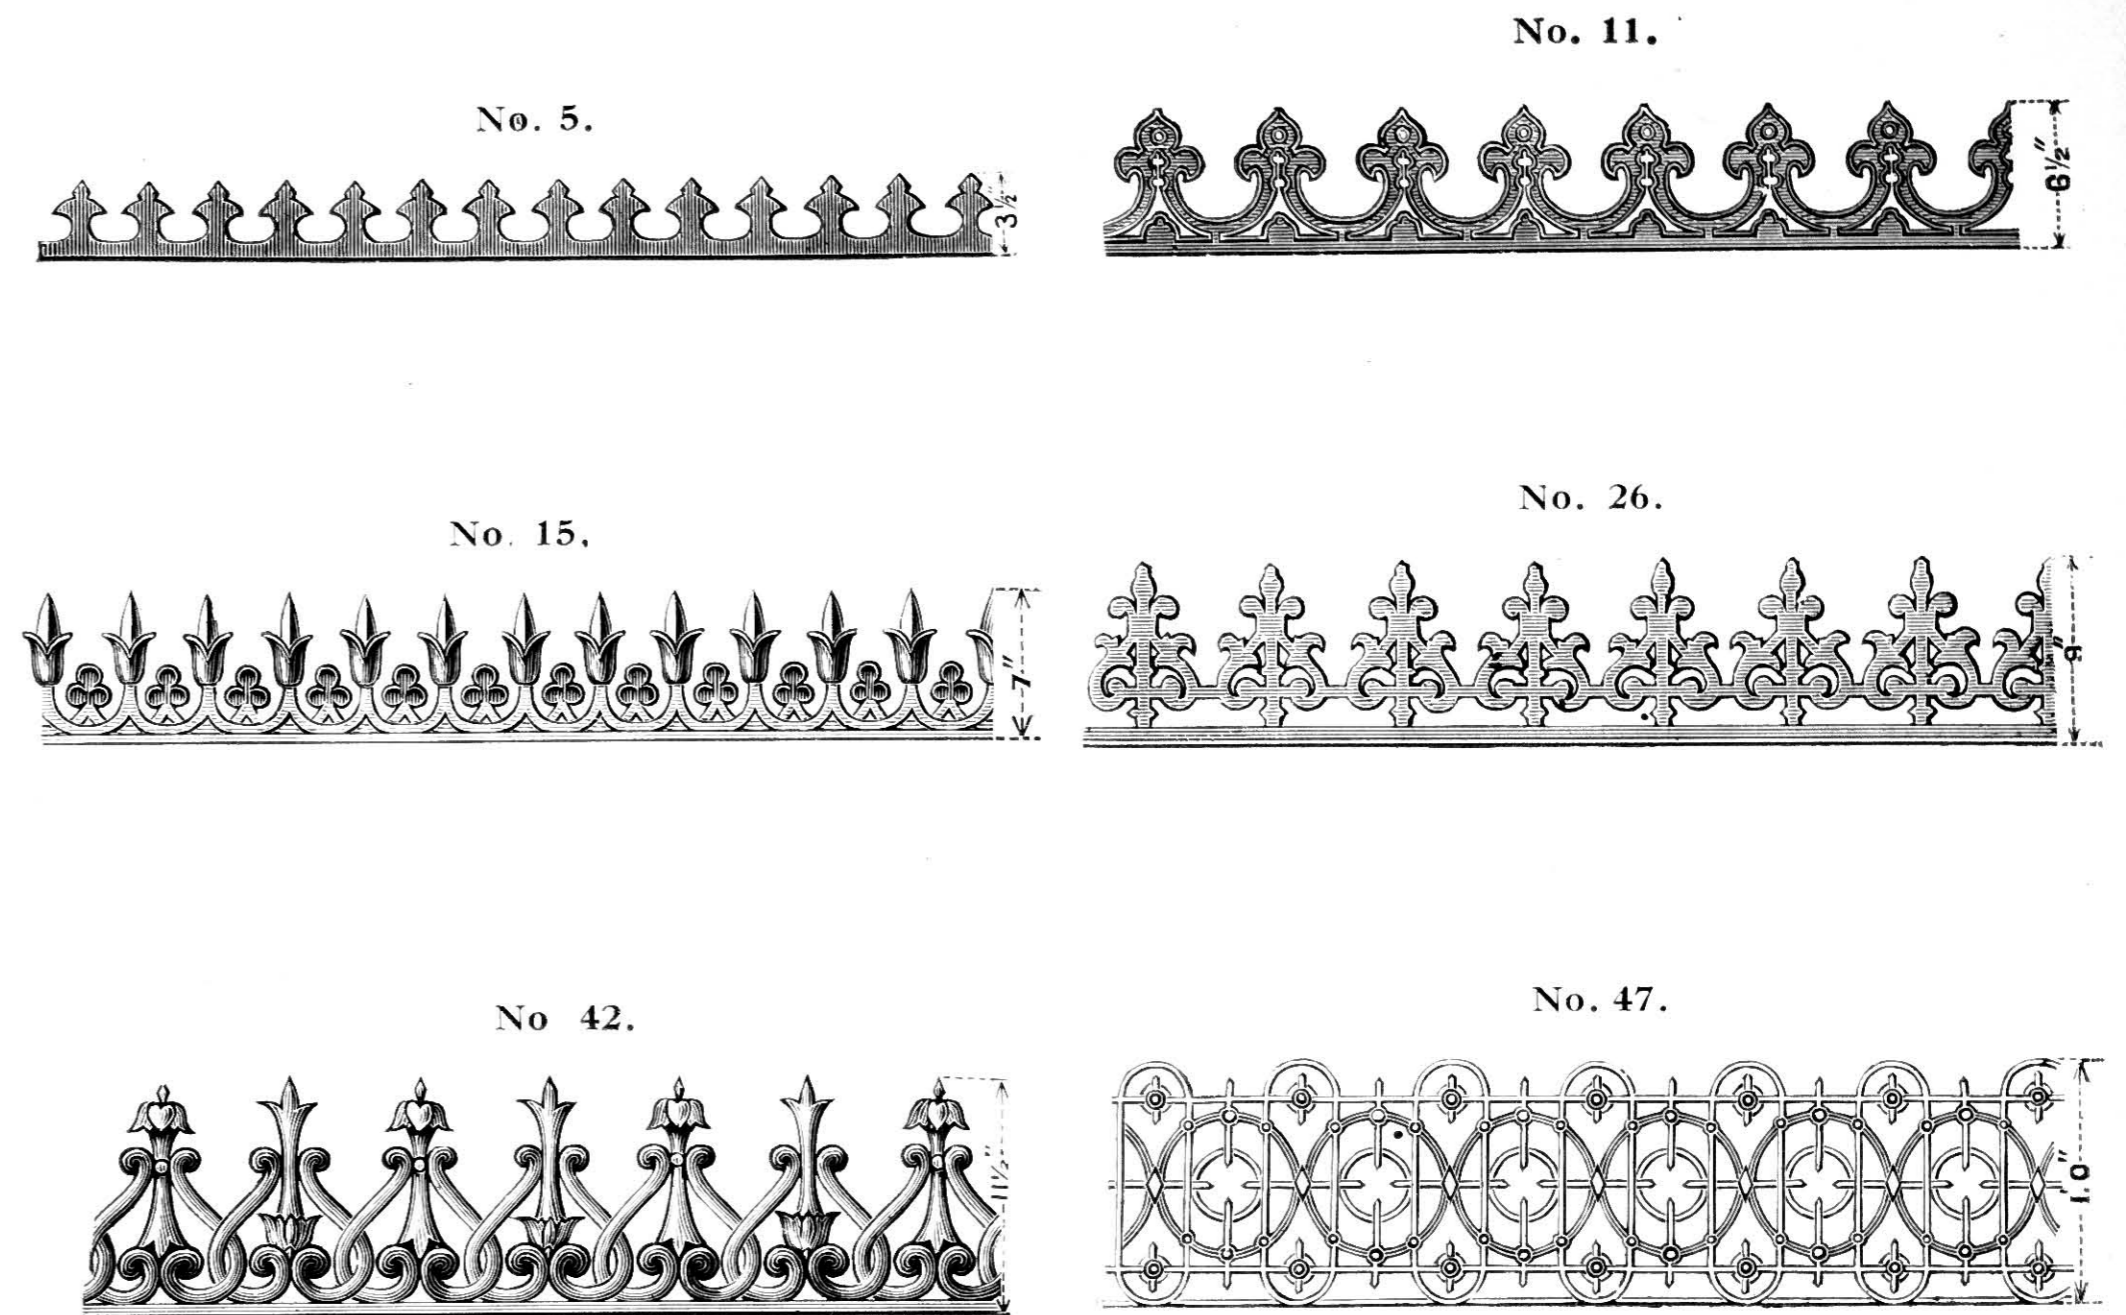 No. 5.
3½"
No. 11.
6½"
No. 15.
7"
No. 26.
9"
No 42.
11½"
No. 47.
1'.0"